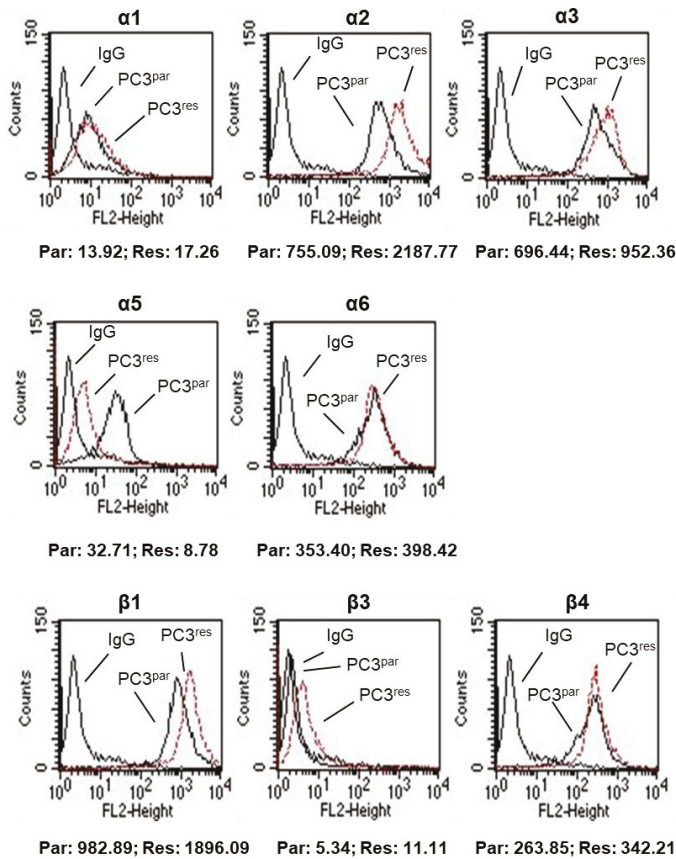 α1 α2 α3
150 150 150
IgG IgG IgG
PC3par PC3res PC3par PC3res PC3par PC3res
Counts Counts Counts
0 0 0
100 101 102 103 104 100 101 102 103 104 100 101 102 103 104
FL2-Height FL2-Height FL2-Height
Par: 13.92; Res: 17.26 Par: 755.09; Res: 2187.77 Par: 696.44; Res: 952.36
α5 α6
150 150
IgG IgG
PC3res PC3par PC3par PC3res
Counts Counts
0 0
100 101 102 103 104 100 101 102 103 104
FL2-Height FL2-Height
Par: 32.71; Res: 8.78 Par: 353.40; Res: 398.42
β1 β3 β4
150 150 150
IgG IgG IgG
PC3par PC3res PC3par PC3res PC3par PC3res
Counts Counts Counts
0 0 0
100 101 102 103 104 100 101 102 103 104 100 101 102 103 104
FL2-Height FL2-Height FL2-Height
Par: 982.89; Res: 1896.09 Par: 5.34; Res: 11.11 Par: 263.85; Res: 342.21